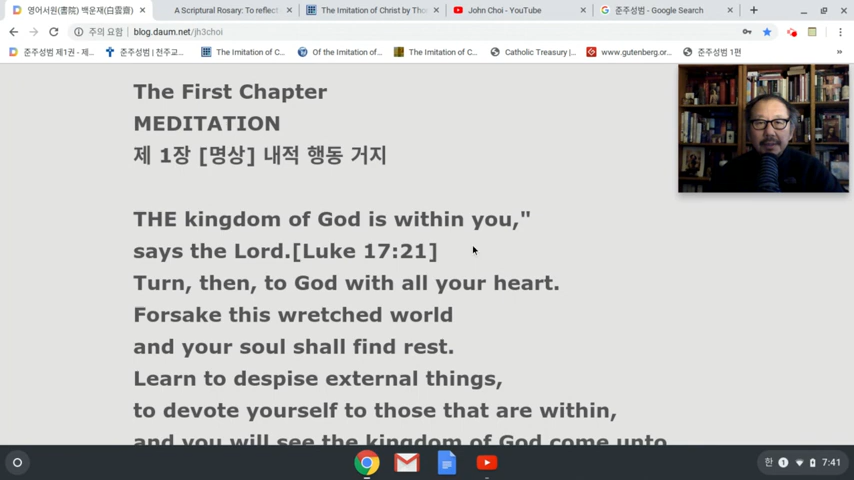 영어서원(書院) 백운재(白雲齋)
A Scriptural Rosary: To reflect
The Imitation of Christ by Tho
John Choi - YouTube
준주성범 - Google Search
주의 요함
blog.daum.net/jh3choi
준주성범 제1권 - 제...
준주성범 | 천주교...
The Imitation of C...
Of the Imitation of...
The Imitation of C...
Catholic Treasury |...
www.gutenberg.org...
준주성범 1편
The First Chapter
MEDITATION
제 1장 [명상] 내적 행동 거지
THE kingdom of God is within you,"
says the Lord.[Luke 17:21]
Turn, then, to God with all your heart.
Forsake this wretched world
and your soul shall find rest.
Learn to despise external things,
to devote yourself to those that are within,
and you will see the kingdom of God come unto
한
1
7:41